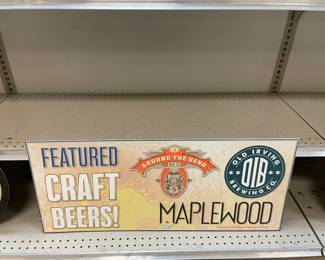 FEATURED
CRAFT
BEERS!
AROUND THE BEND
MAPLEWOOD
OLD IRVING
OIB
BREWING CO.